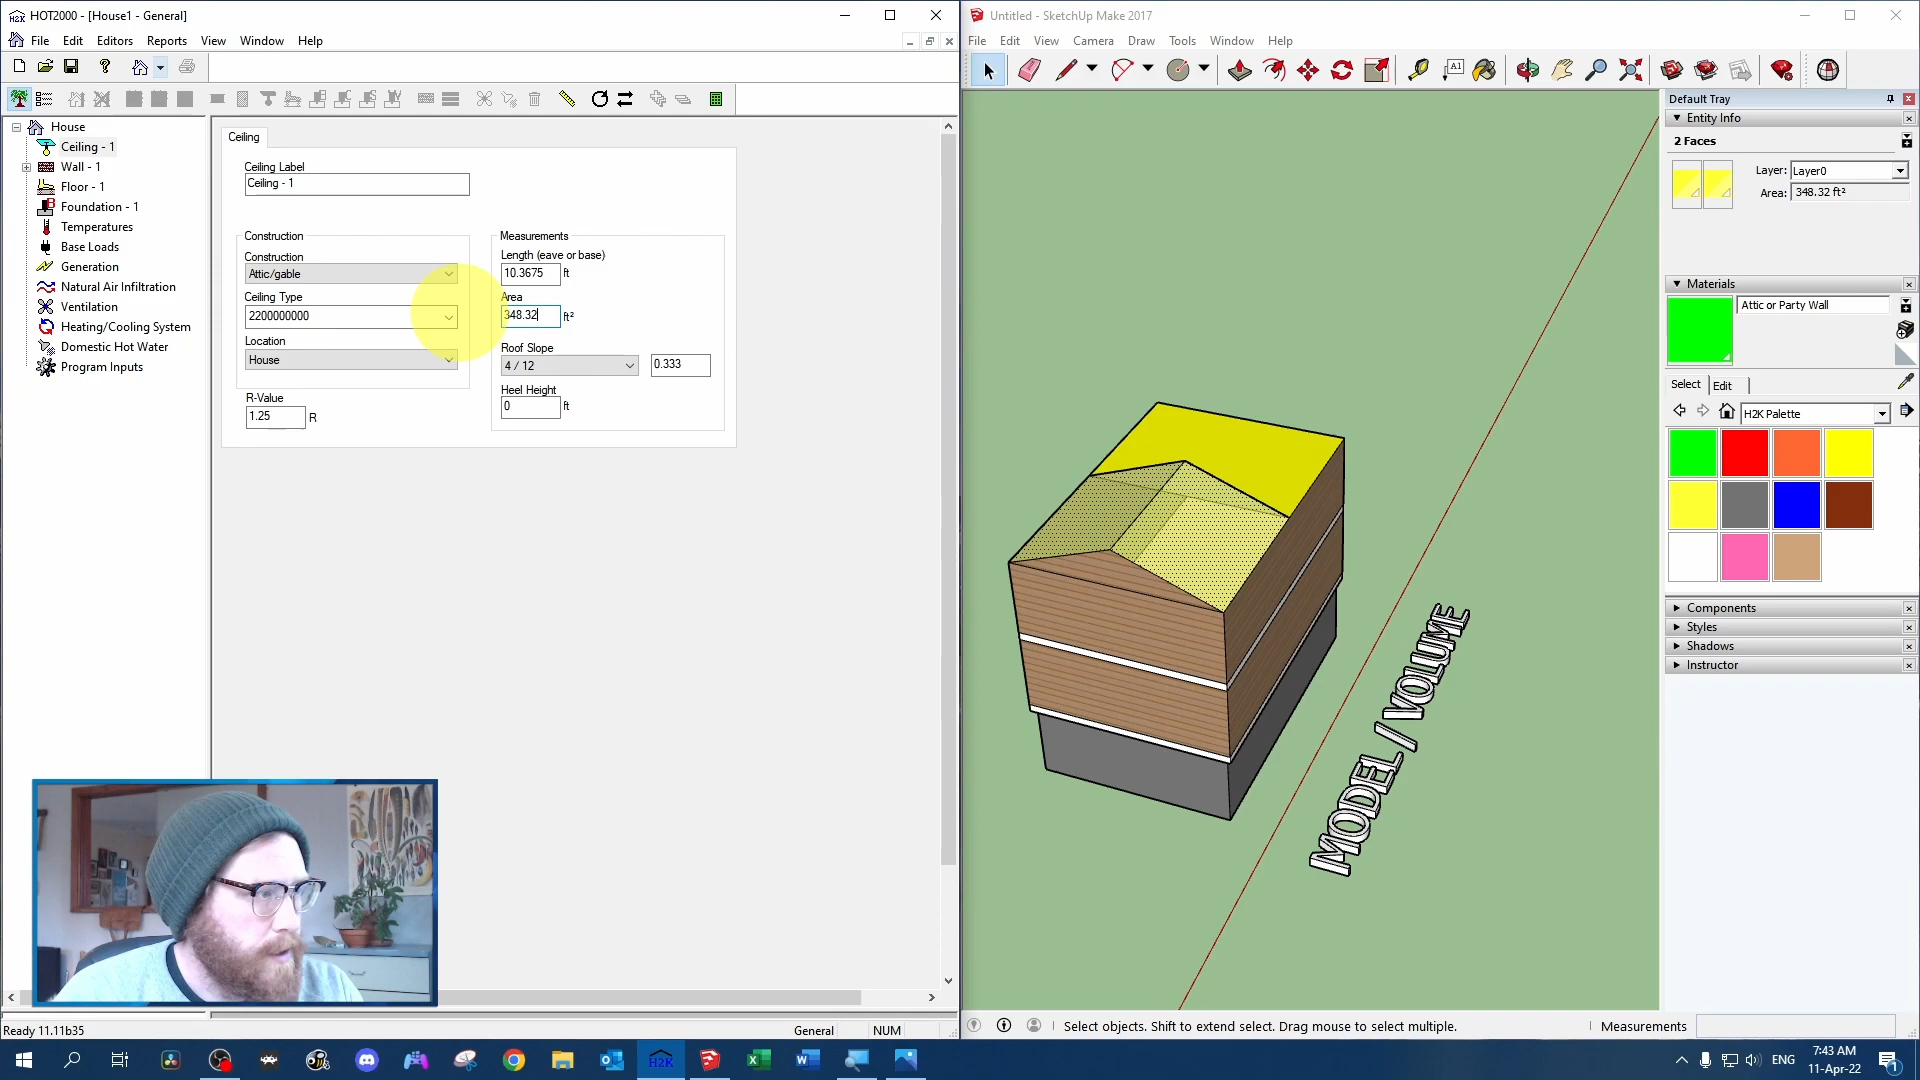 HOT2000 - [House1 - General]
File Edit Editors Reports View Window Help
House
Ceiling - 1
Wall - 1
Floor - 1
Foundation - 1
Temperatures
Base Loads
Generation
Natural Air Infiltration
Ventilation
Heating/Cooling System
Domestic Hot Water
Program Inputs
Ceiling
Ceiling Label
Ceiling - 1
Construction
Construction
Attic/gable
Ceiling Type
2200000000
Location
House
R-Value
1.25 R
Measurements
Length (eave or base)
10.3675 ft
Area
348.32 ft²
Roof Slope
4 / 12 0.333
Heel Height
0 ft
Ready 11.11b35 General NUM
Untitled - SketchUp Make 2017
File Edit View Camera Draw Tools Window Help
A1
MODEL / VOLUME
Default Tray
Entity Info
2 Faces
Layer: Layer0
Area: 348.32 ft²
Materials
Attic or Party Wall
Select Edit
H2K Palette
Components
Styles
Shadows
Instructor
Select objects. Shift to extend select. Drag mouse to select multiple. Measurements
H2K
ENG
7:43 AM
11-Apr-22
1